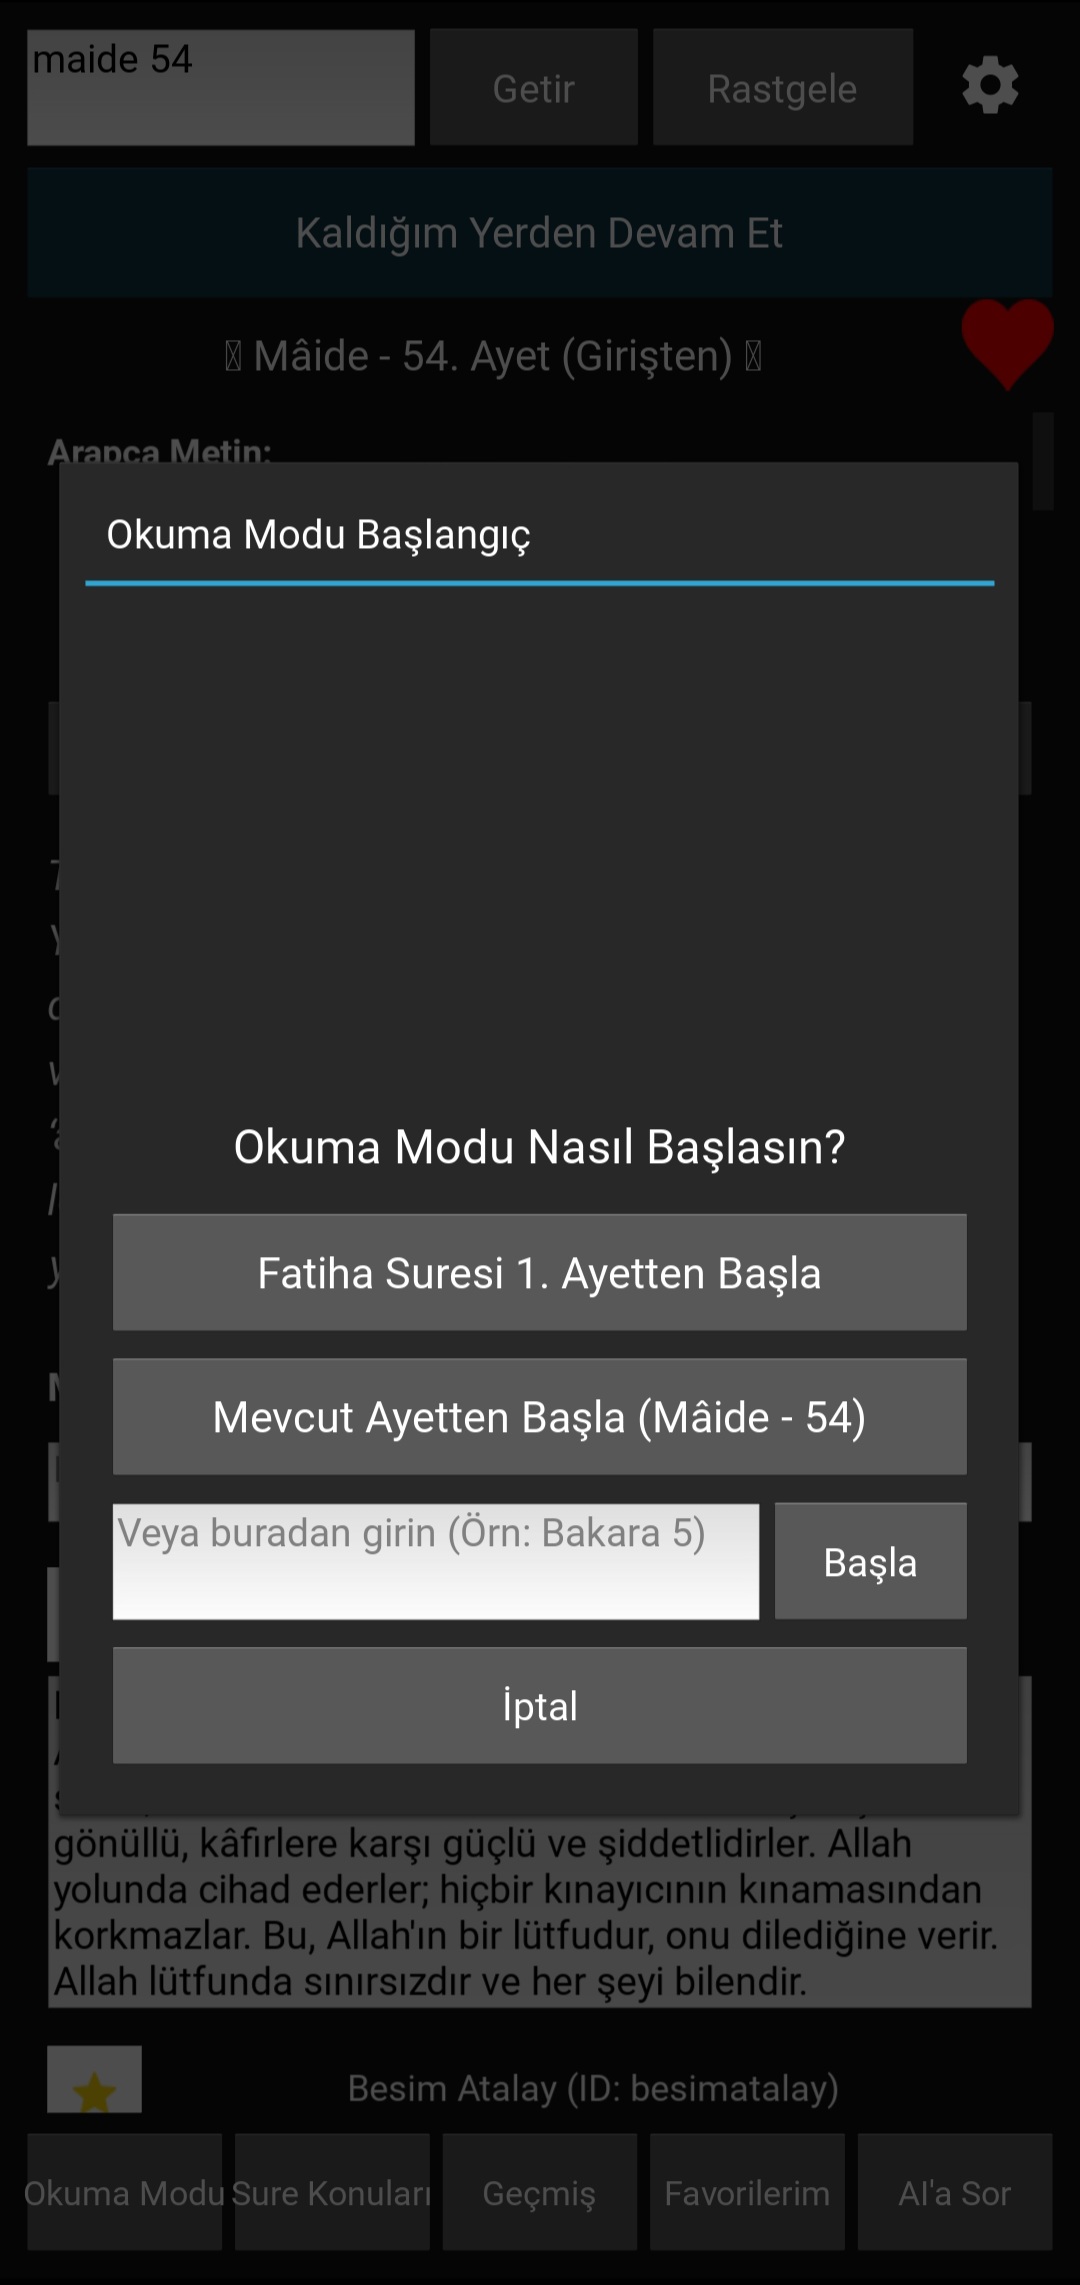 maide 54
Getir
Rastgele
Kaldığım Yerden Devam Et
Mâide - 54. Ayet (Girişten)
Arapça Metin:
Okuma Modu Başlangıç
Okuma Modu Nasıl Başlasın?
Fatiha Suresi 1. Ayetten Başla
Mevcut Ayetten Başla (Mâide - 54)
Veya buradan girin (Örn: Bakara 5)
Başla
İptal
gönüllü, kâfirlere karşı güçlü ve şiddetlidirler. Allah
yolunda cihad ederler; hiçbir kınayıcının kınamasından
korkmazlar. Bu, Allah'ın bir lütfudur, onu dilediğine verir.
Allah lütfunda sınırsızdır ve her şeyi bilendir.
Besim Atalay (ID: besimatalay)
Okuma Modu
Sure Konuları
Geçmiş
Favorilerim
AI'a Sor